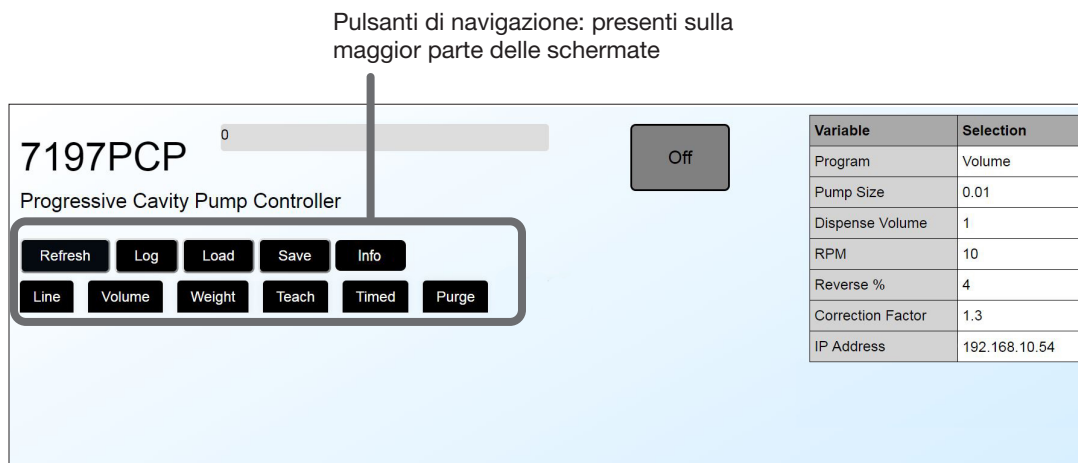 Pulsanti di navigazione: presenti sulla
maggior parte delle schermate
0
7197PCP
Progressive Cavity Pump Controller
Off
Refresh Log Load Save Info
Line Volume Weight Teach Timed Purge
Variable Selection
Program Volume
Pump Size 0.01
Dispense Volume 1
RPM 10
Reverse % 4
Correction Factor 1.3
IP Address 192.168.10.54